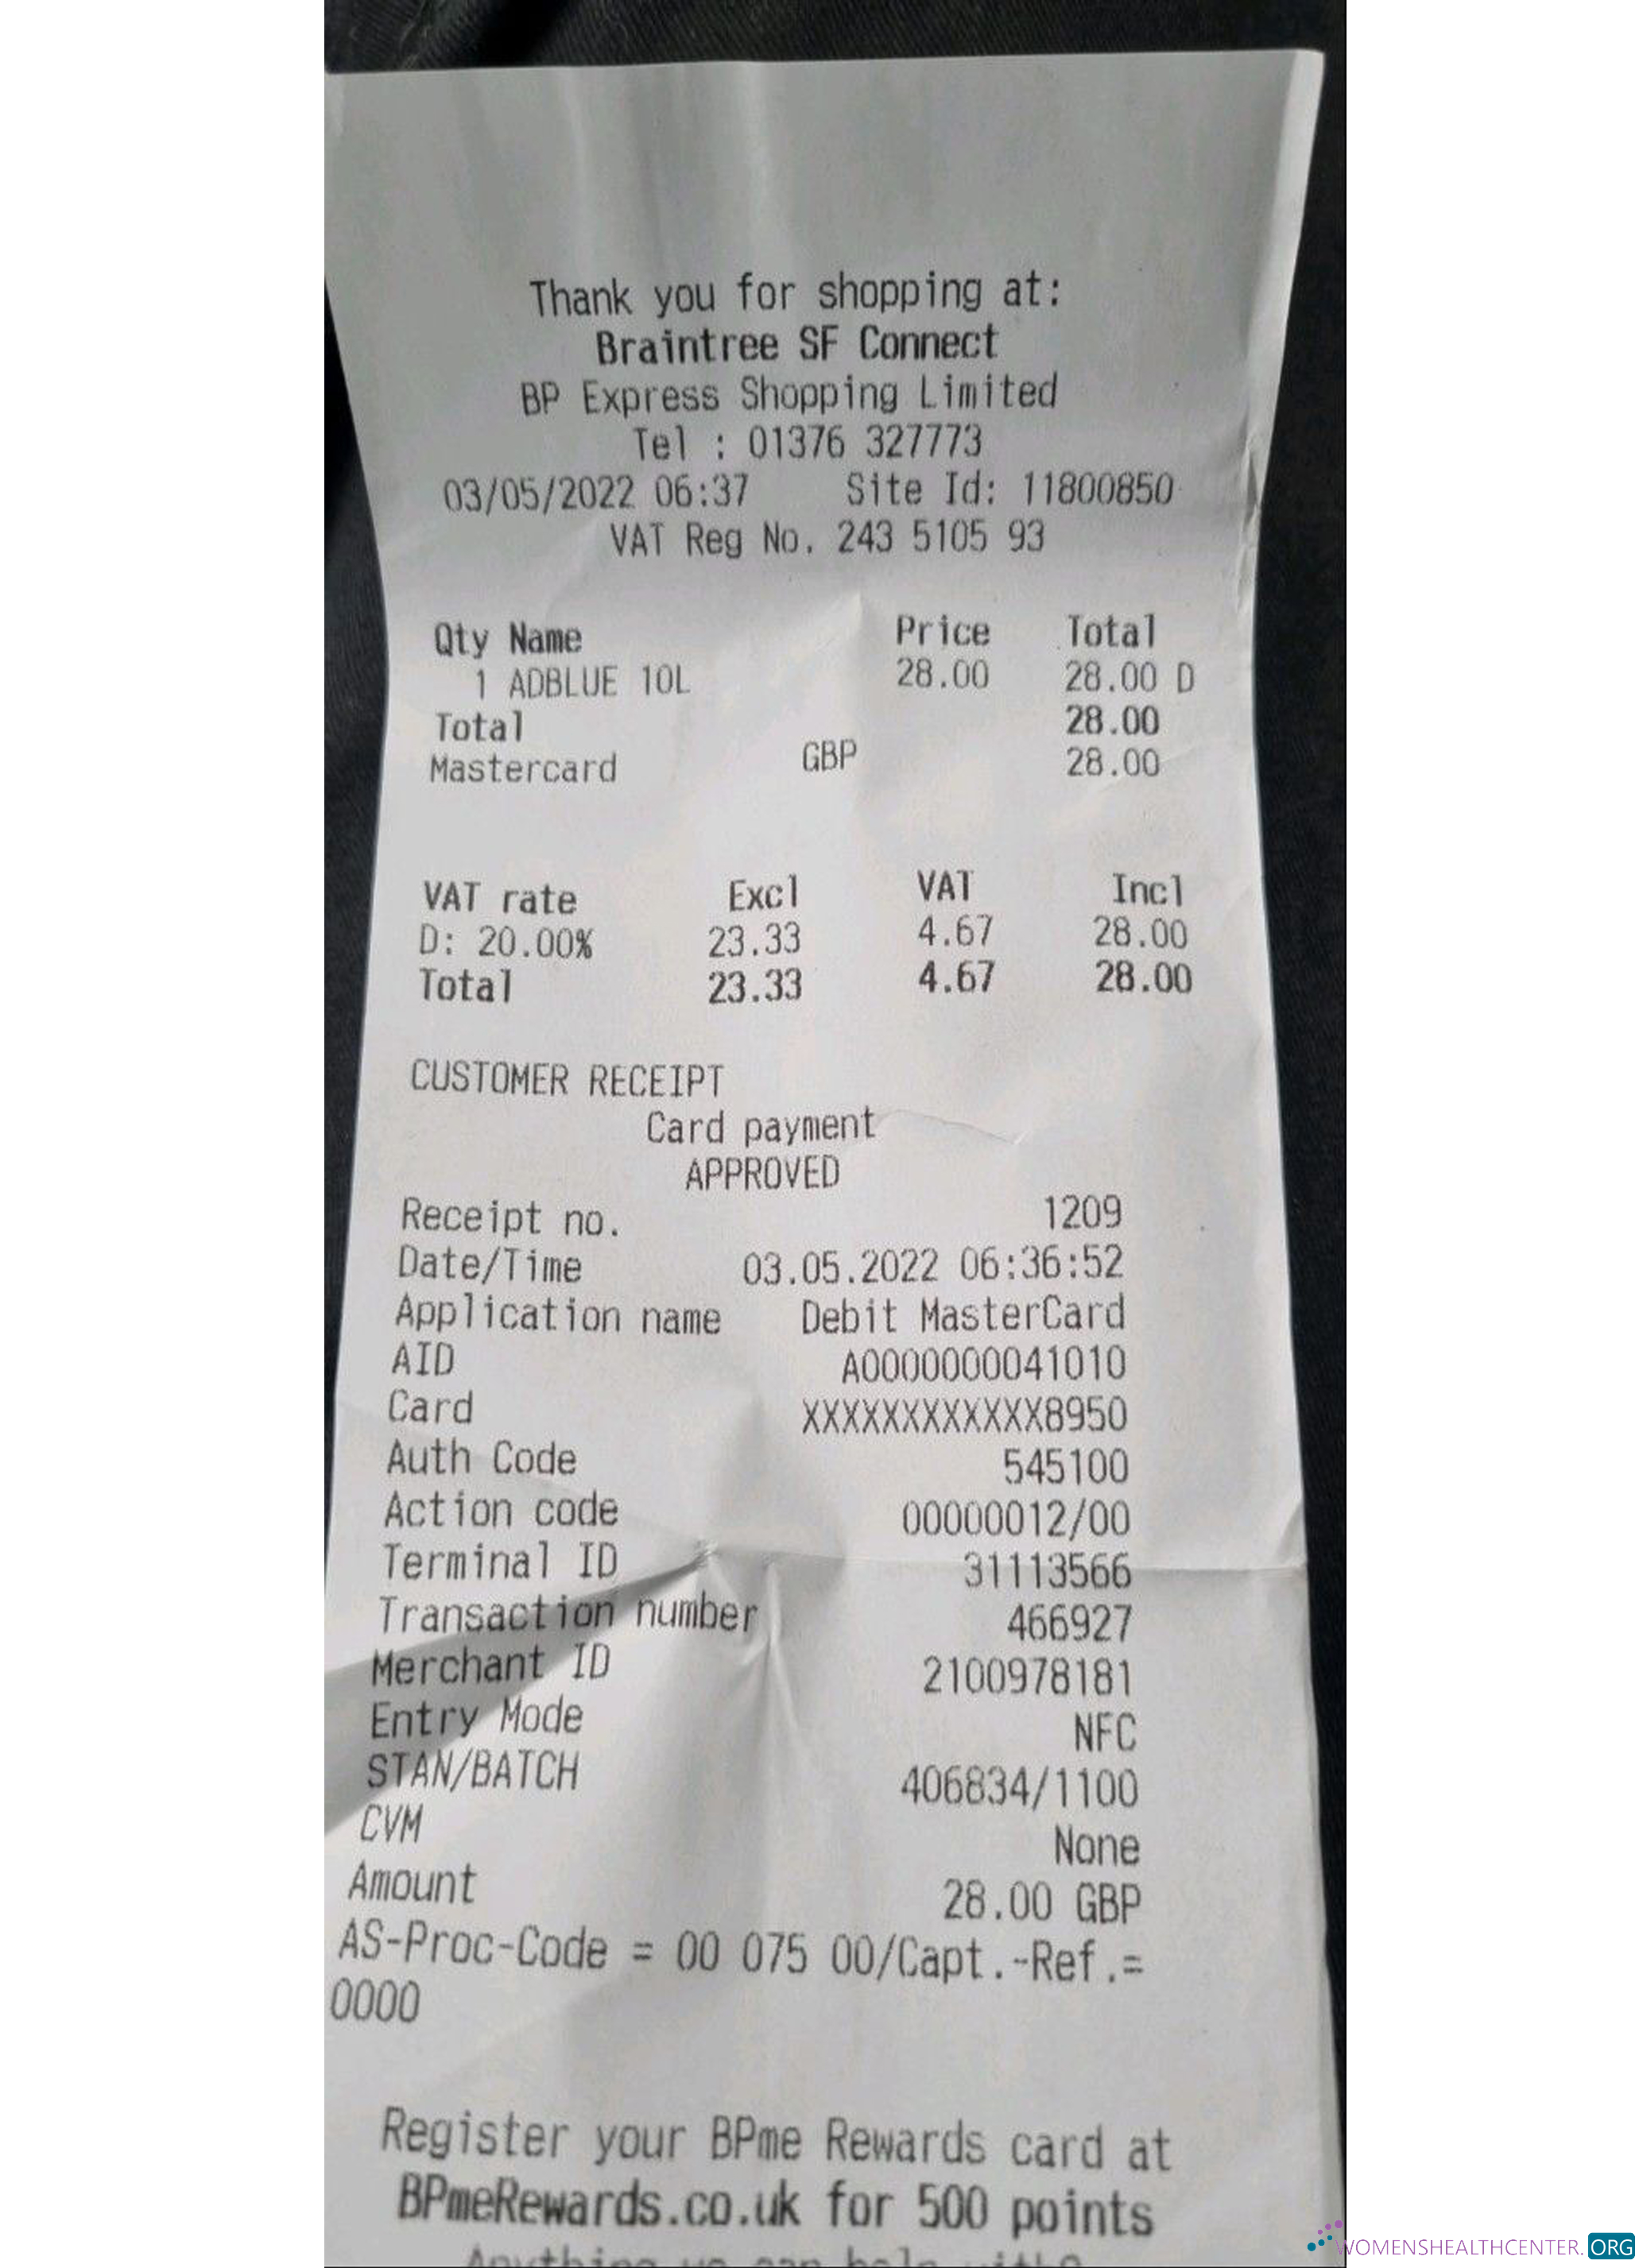 Thank you for shopping at:
Braintree SF Connect
BP Express Shopping Limited
Tel : 01376 327773
03/05/2022 06:37 Site Id: 11800850
VAT Reg No. 243 5105 93
Qty Name Price Total
1 ADBLUE 10L 28.00 28.00 D
Total 28.00
Mastercard GBP 28.00
VAT rate Excl VAT Incl
D: 20.00% 23.33 4.67 28.00
Total 23.33 4.67 28.00
CUSTOMER RECEIPT
Card payment
APPROVED
Receipt no. 1209
Date/Time 03.05.2022 06:36:52
Application name Debit MasterCard
AID A0000000041010
Card XXXXXXXXXXXX8950
Auth Code 545100
Action code 00000012/00
Terminal ID 31113566
Transaction number 466927
Merchant ID 2100978181
Entry Mode NFC
STAN/BATCH 406834/1100
CVM None
Amount 28.00 GBP
AS-Proc-Code = 00 075 00/Capt.-Ref.=
0000
Register your BPme Rewards card at
BPmeRewards.co.uk for 500 points
WOMENSHEALTHCENTER.ORG